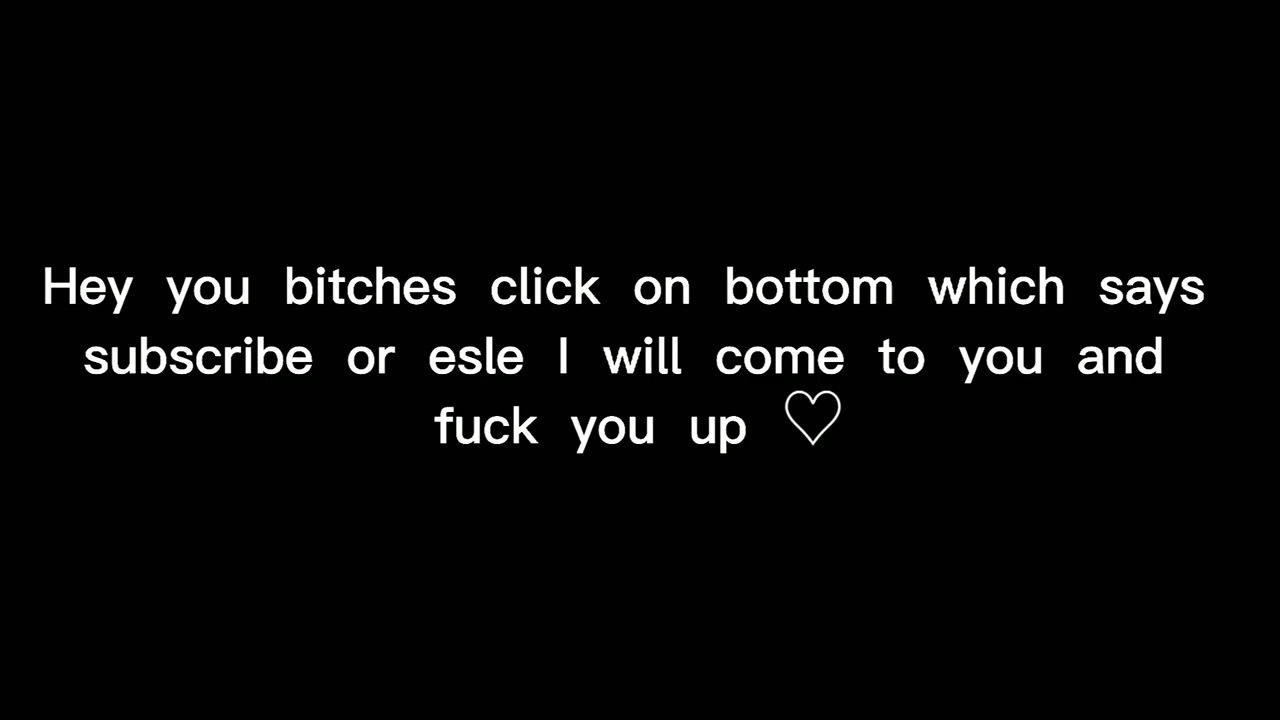 Hey you bitches click on bottom which says
subscribe or esle I will come to you and
fuck you up ♡